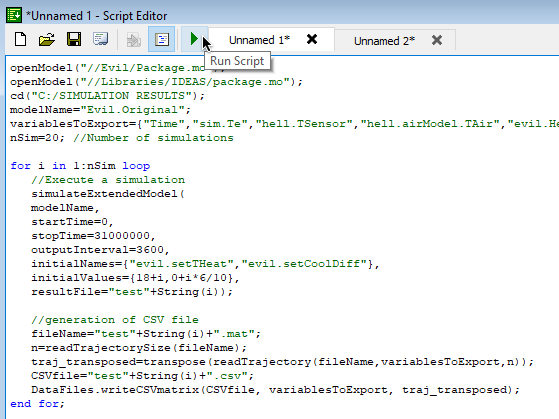 *Unnamed 1 - Script Editor
Unnamed 1*
Unnamed 2*
Run Script
openModel("//Evil/Package.mo
openModel("//Libraries/IDEAS/package.mo");
cd("C:/SIMULATION RESULTS");
modelName="Evil.Original";
variablesToExport={"Time","sim.Te","hell.TSensor","hell.airModel.TAir","evil.He
nSim=20; //Number of simulations
for i in 1:nSim loop
//Execute a simulation
simulateExtendedModel(
modelName,
startTime=0,
stopTime=31000000,
outputInterval=3600,
initialNames={"evil.setTHeat","evil.setCoolDiff"},
initialValues={18+i,0+i*6/10},
resultFile="test"+String(i));
//generation of CSV file
fileName="test"+String(i)+".mat";
n=readTrajectorySize(fileName);
traj_transposed=transpose(readTrajectory(fileName,variablesToExport,n));
CSVfile="test"+String(i)+".csv";
DataFiles.writeCSVmatrix(CSVfile, variablesToExport, traj_transposed);
end for;